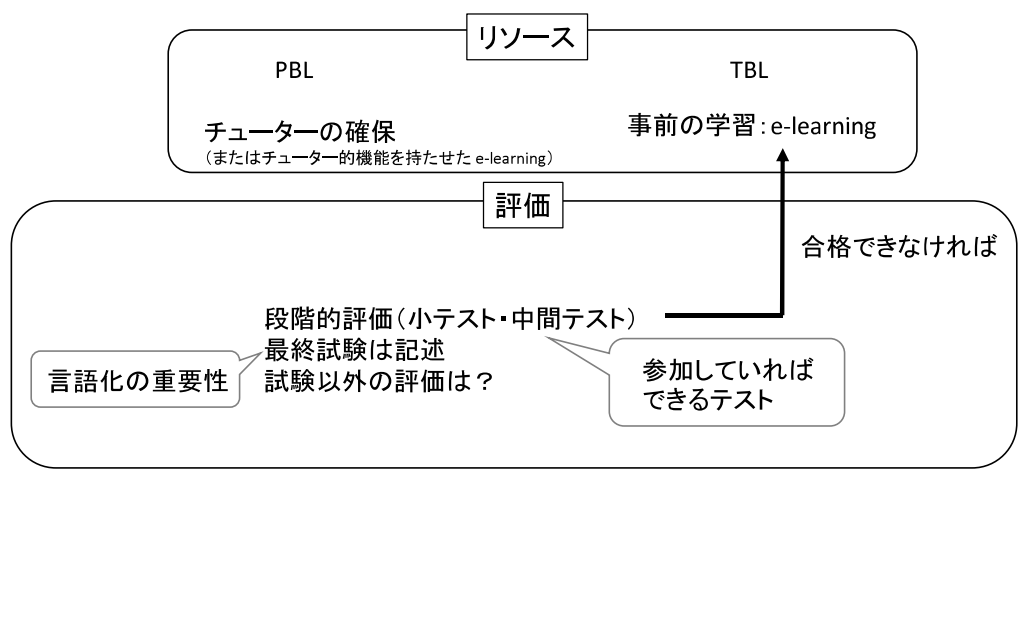 リソース
PBL
TBL
チューターの確保
（またはチューター的機能を持たせた e-learning）
事前の学習：e-learning
評価
合格できなければ
段階的評価（小テスト・中間テスト）
最終試験は記述
試験以外の評価は？
言語化の重要性
参加していれば
できるテスト